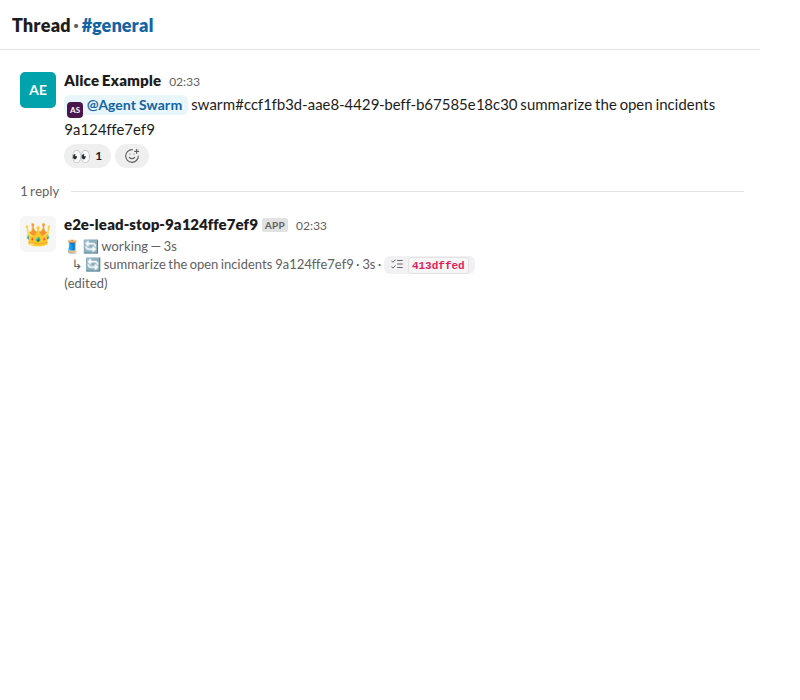 Thread • #general
AE
Alice Example 02:33
AS @Agent Swarm swarm#ccf1fb3d-aae8-4429-beff-b67585e18c30 summarize the open incidents
9a124ffe7ef9
👀 1
1 reply
e2e-lead-stop-9a124ffe7ef9 APP 02:33
🧵 🔄 working — 3s
↳ 🔄 summarize the open incidents 9a124ffe7ef9 · 3s · 413dffed
(edited)